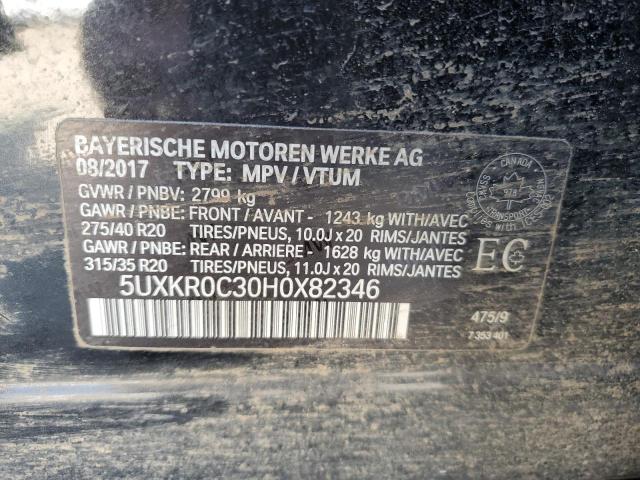 BAYERISCHE MOTOREN WERKE AG
08/2017 TYPE: MPV / VTUM
GVWR / PNBV: 2799 kg
GAWR / PNBE: FRONT / AVANT - 1243 kg WITH/AVEC
275/40 R20 TIRES/PNEUS, 10.0J x 20 RIMS/JANTES
GAWR / PNBE: REAR / ARRIERE - 1628 kg WITH/AVEC
315/35 R20 TIRES/PNEUS, 11.0J x 20 RIMS/JANTES
5UXKR0C30H0X82346
CANADA
TRANSPORT
EC
475/9
7 353 401